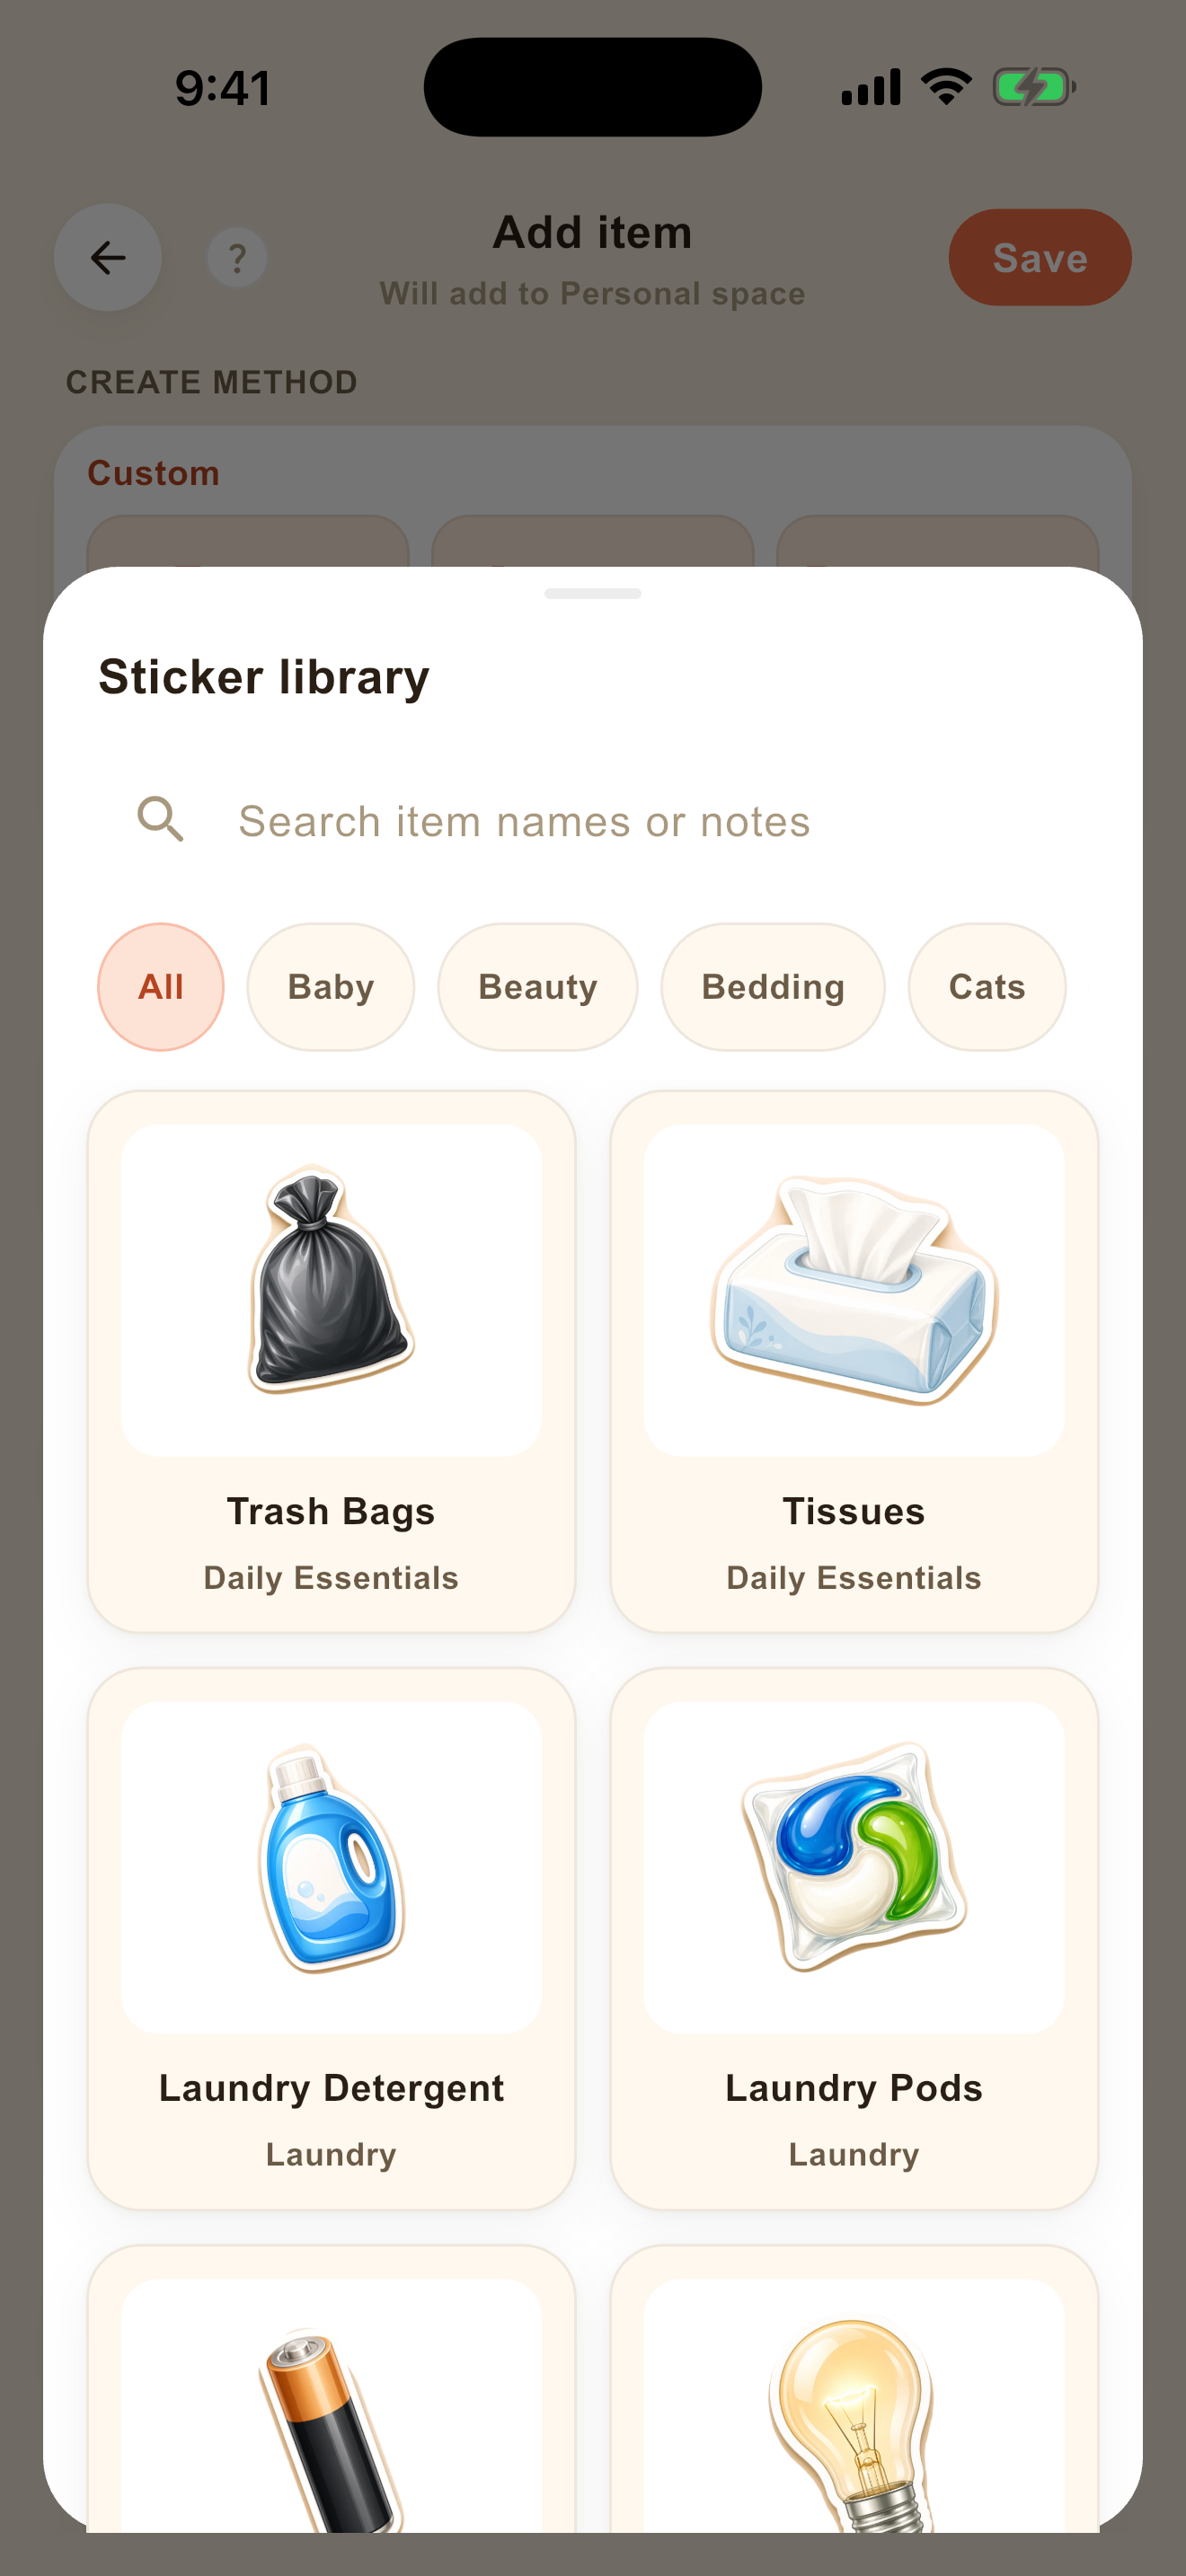 9:41
?
Add item
Will add to Personal space
Save
CREATE METHOD
Custom
Sticker library
Search item names or notes
All
Baby
Beauty
Bedding
Cats
Trash Bags
Daily Essentials
Tissues
Daily Essentials
Laundry Detergent
Laundry
Laundry Pods
Laundry